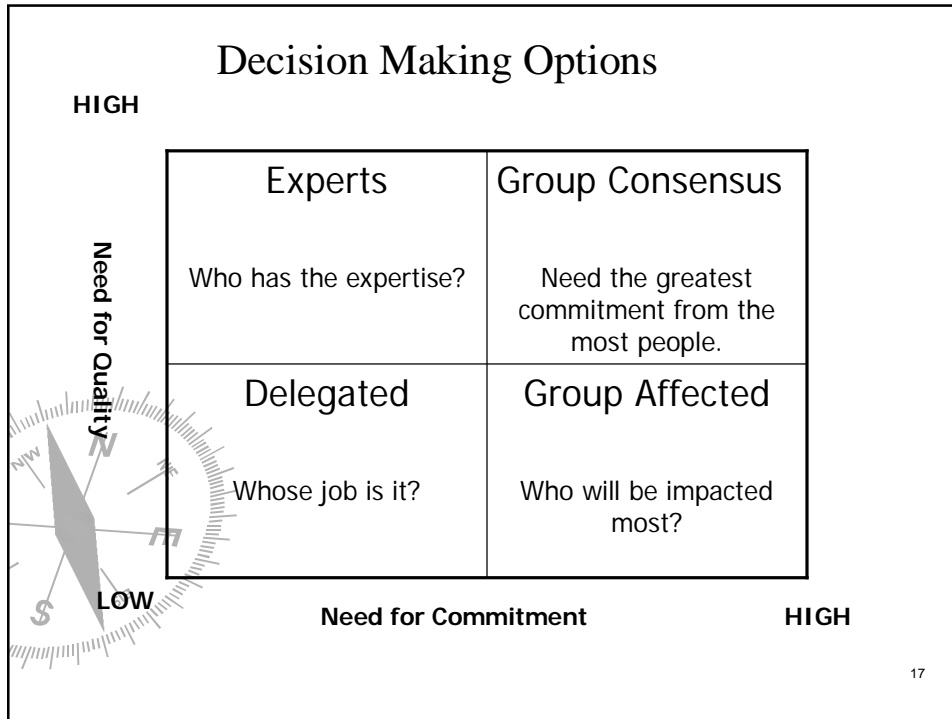 Decision Making Options
HIGH
Need for Quality
Experts
Who has the expertise?
Group Consensus
Need the greatest
commitment from the
most people.
Delegated
Whose job is it?
Group Affected
Who will be impacted
most?
NW
N
NE
E
S
LOW
Need for Commitment
HIGH
17